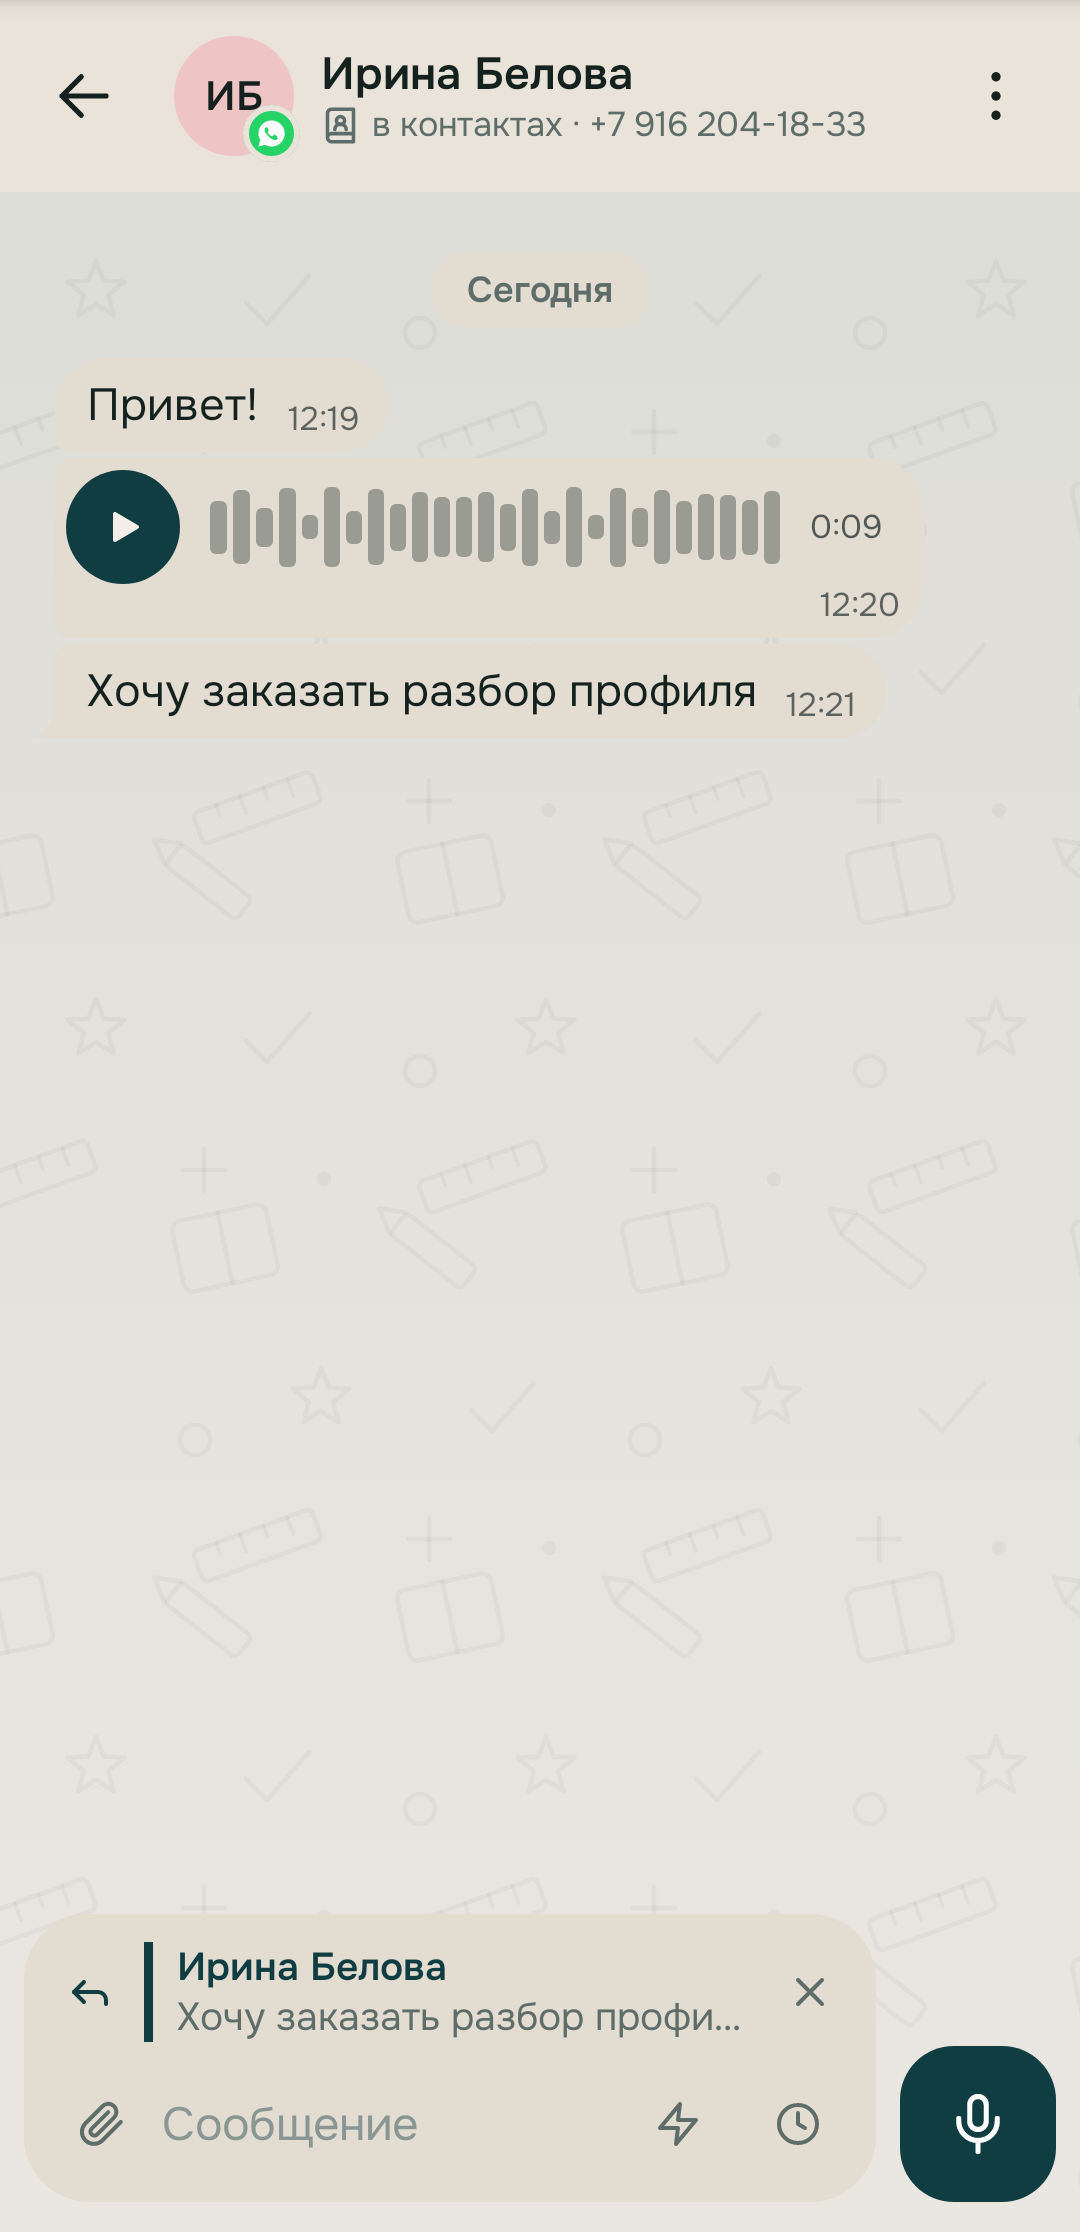 ИБ
Ирина Белова
в контактах · +7 916 204-18-33
Сегодня
Привет! 12:19
0:09
12:20
Хочу заказать разбор профиля 12:21
Ирина Белова
Хочу заказать разбор профи...
Сообщение